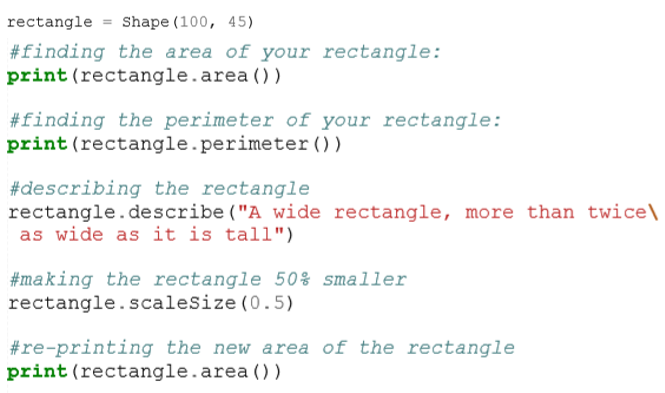 rectangle = Shape(100, 45)
#finding the area of your rectangle:
print(rectangle.area())
#finding the perimeter of your rectangle:
print(rectangle.perimeter())
#describing the rectangle
rectangle.describe("A wide rectangle, more than twice\
 as wide as it is tall")
#making the rectangle 50% smaller
rectangle.scaleSize(0.5)
#re-printing the new area of the rectangle
print(rectangle.area())